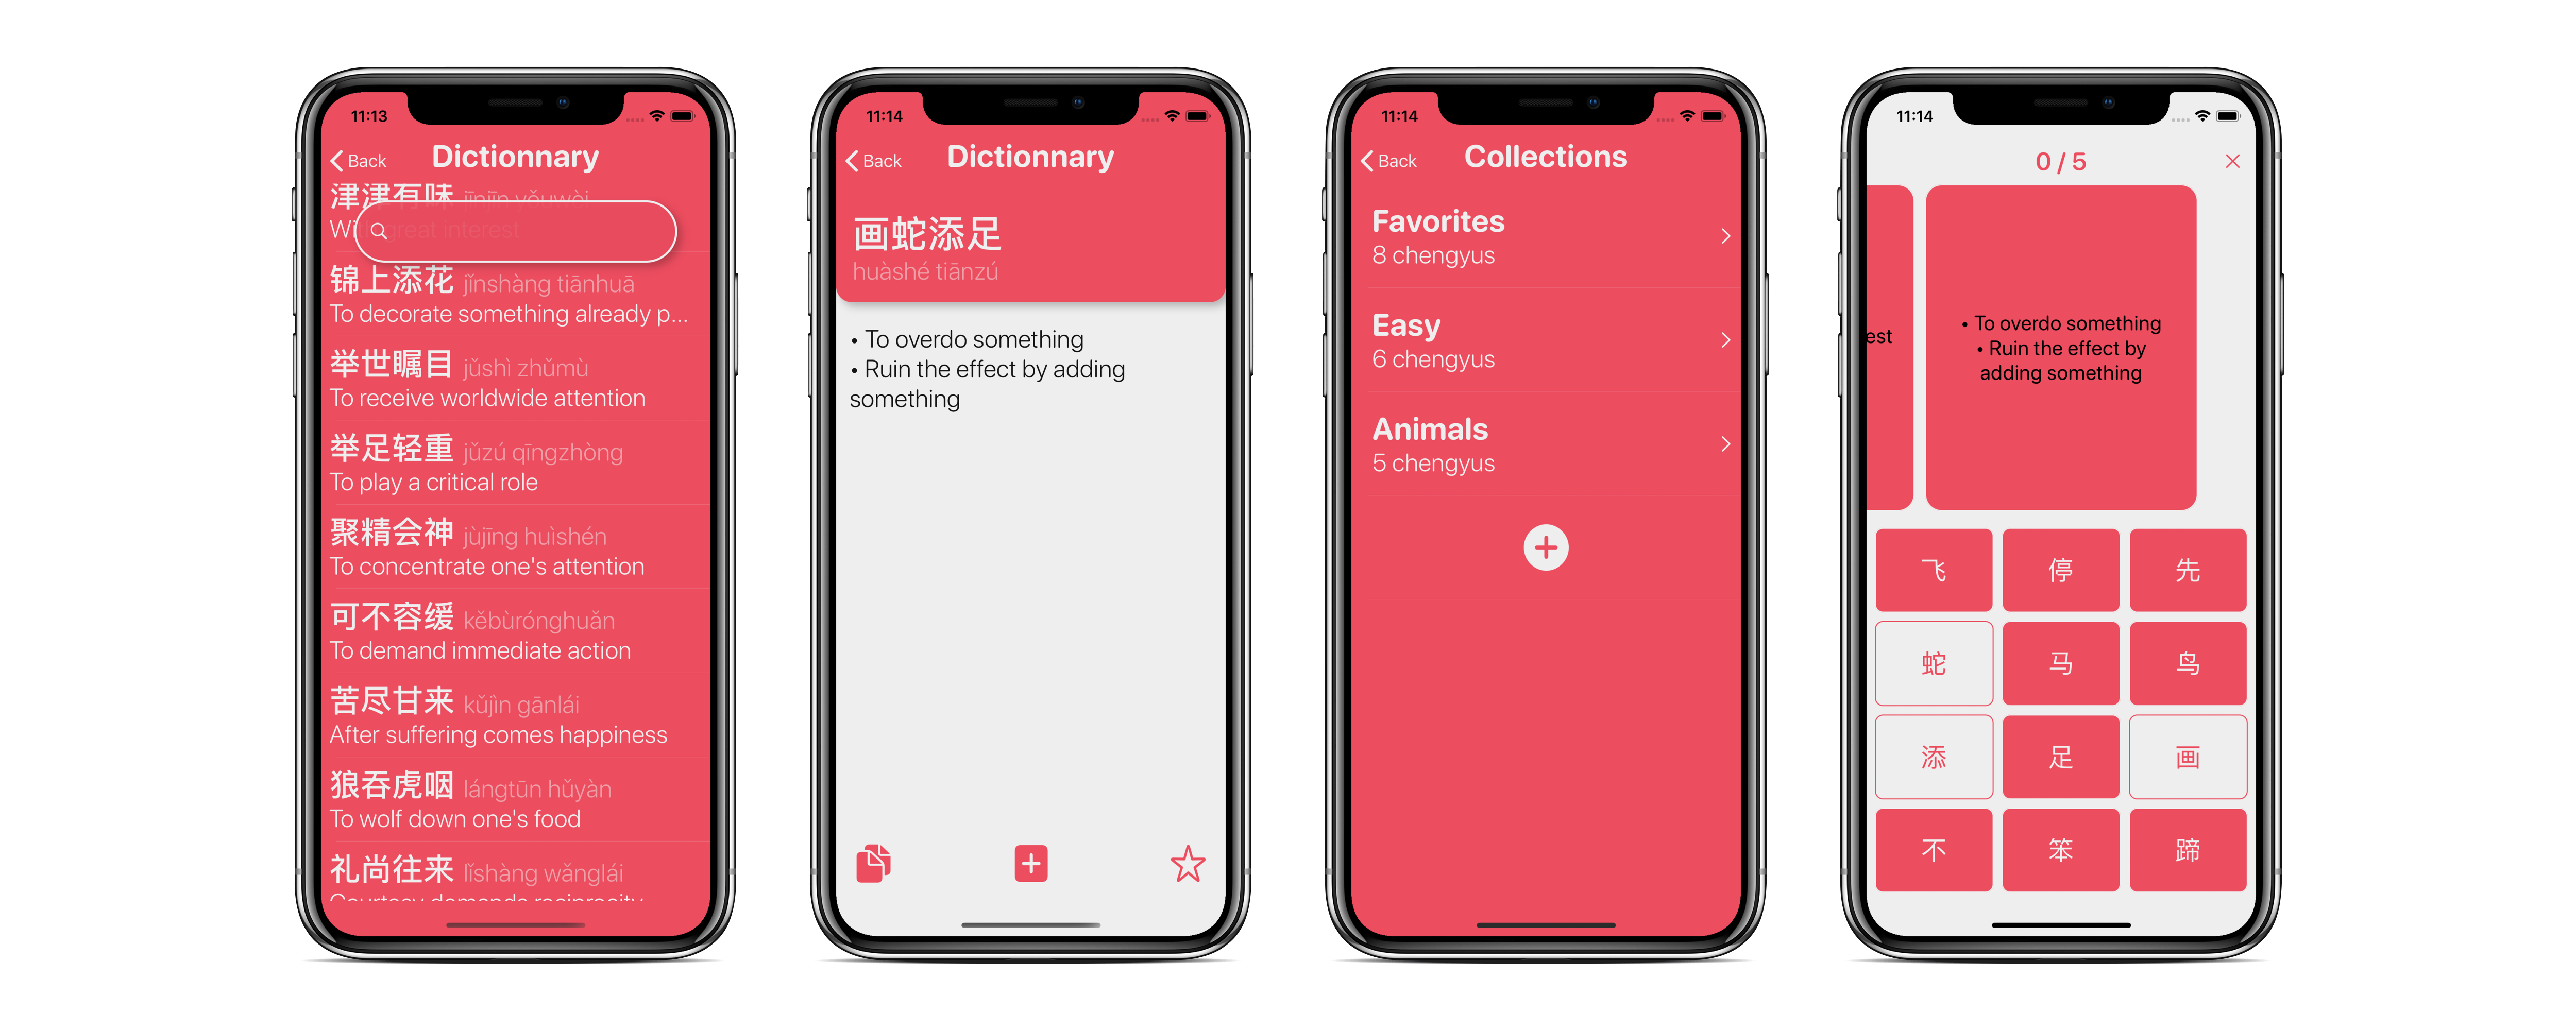 11:13
Back
Dictionnary
津津有味 jīnjīn yǒuwèi
With great interest
锦上添花 jǐnshàng tiānhuā
To decorate something already p...
举世瞩目 jǔshì zhǔmù
To receive worldwide attention
举足轻重 jǔzú qīngzhòng
To play a critical role
聚精会神 jùjīng huìshén
To concentrate one's attention
可不容缓 kěbùrónghuǎn
To demand immediate action
苦尽甘来 kǔjìn gānlái
After suffering comes happiness
狼吞虎咽 lángtūn hǔyàn
To wolf down one's food
礼尚往来 lǐshàng wǎnglái
Courtesy demands reciprocity
11:14
Back
Dictionnary
画蛇添足
huàshé tiānzú
• To overdo something
• Ruin the effect by adding
something
11:14
Back
Collections
Favorites
8 chengyus
Easy
6 chengyus
Animals
5 chengyus
11:14
0 / 5
est
• To overdo something
• Ruin the effect by
adding something
飞 停 先
蛇 马 鸟
添 足 画
不 笨 蹄